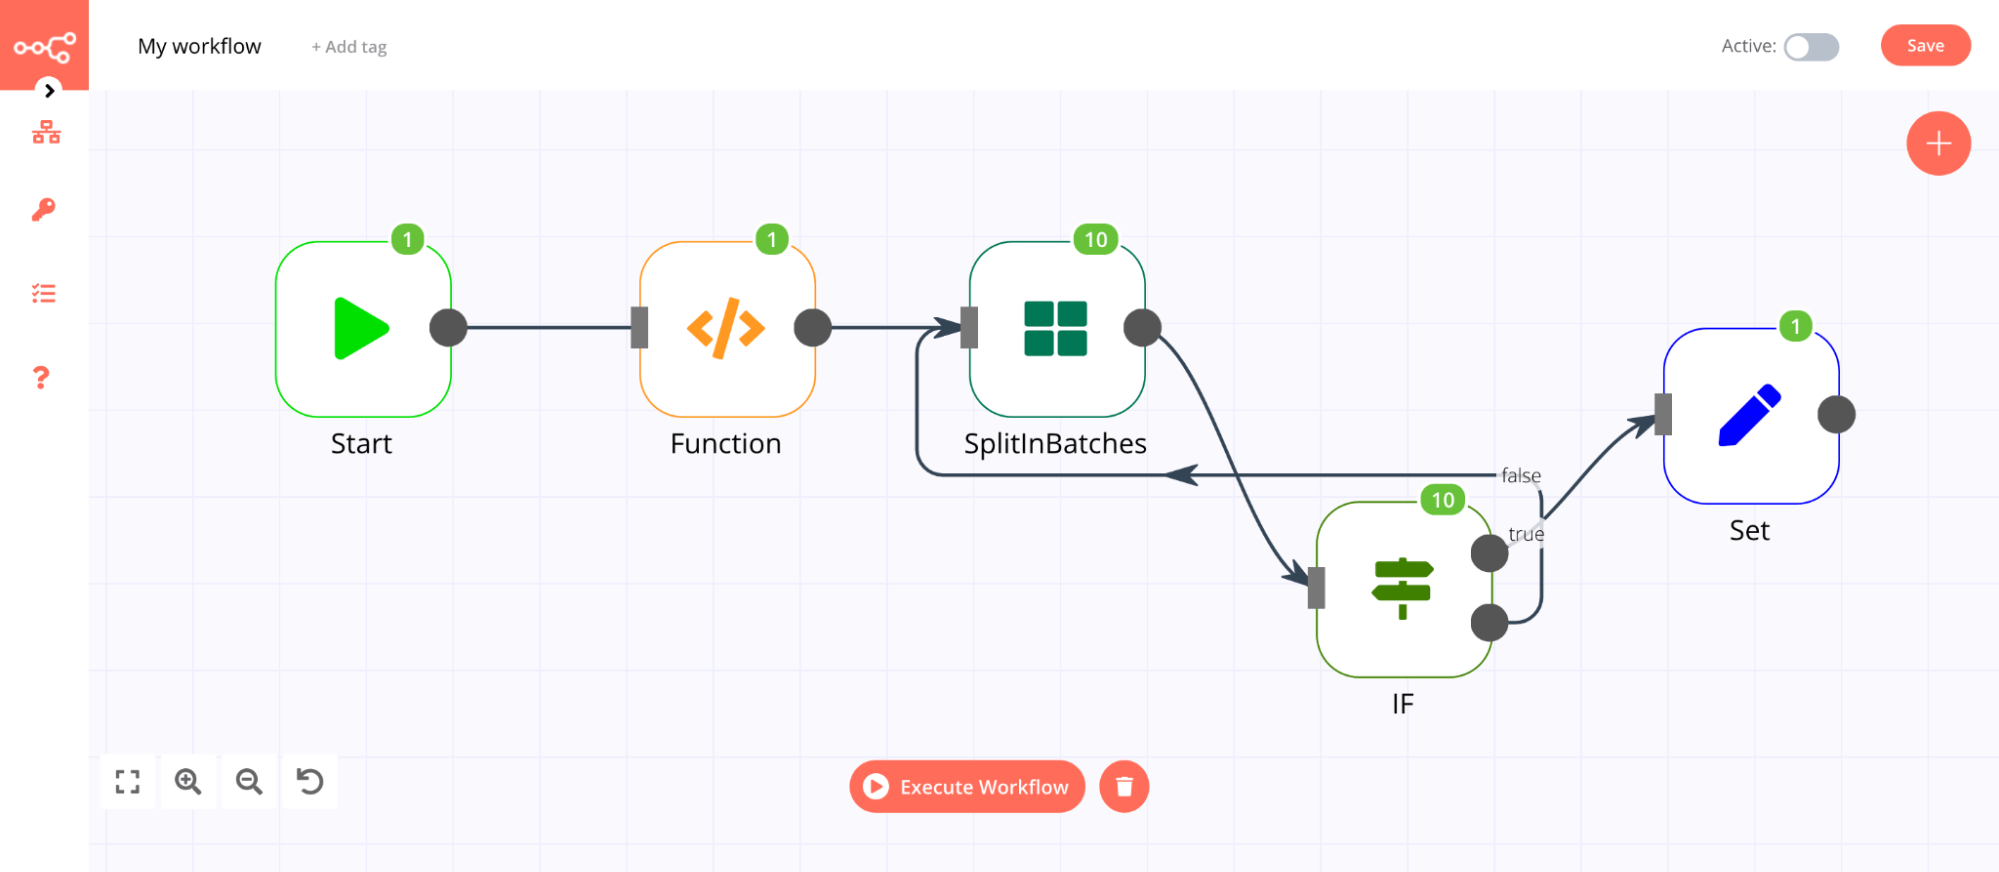 My workflow
+ Add tag
Active:
Save
1
1
10
1
Start
Function
SplitInBatches
false
10
true
Set
IF
Execute Workflow